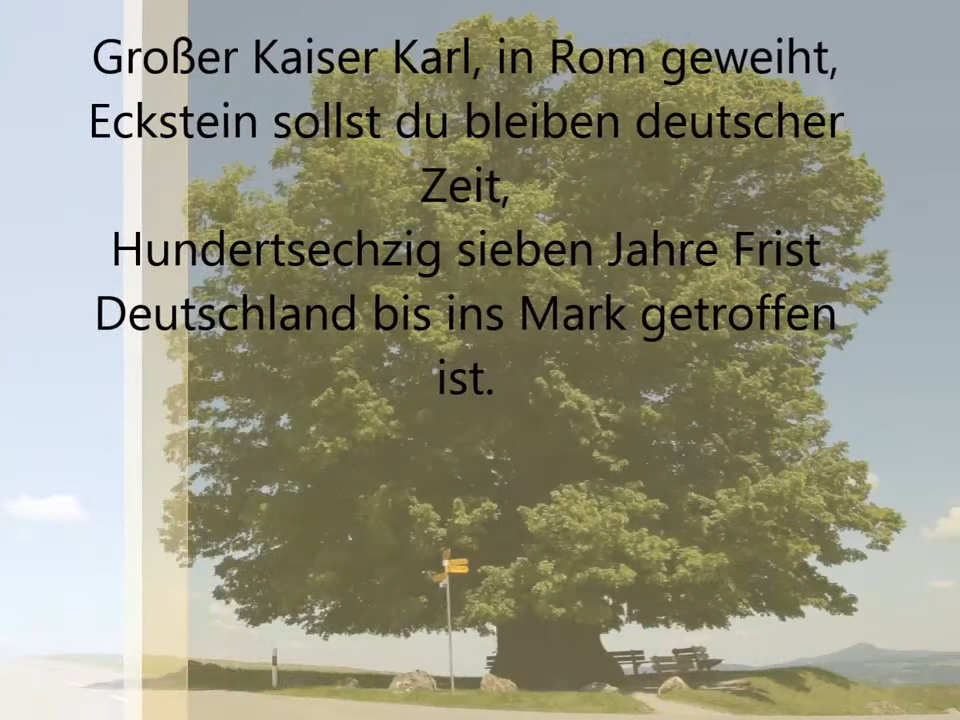 Großer Kaiser Karl, in Rom geweiht,
Eckstein sollst du bleiben deutscher
Zeit,
Hundertsechzig sieben Jahre Frist
Deutschland bis ins Mark getroffen
ist.